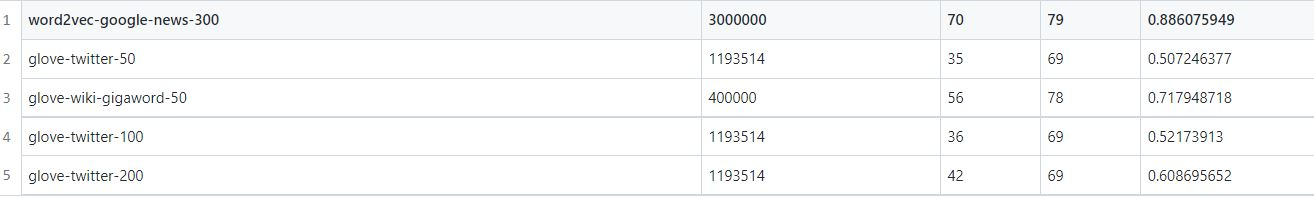 1 word2vec-google-news-300 3000000 70 79 0.886075949
2 glove-twitter-50 1193514 35 69 0.507246377
3 glove-wiki-gigaword-50 400000 56 78 0.717948718
4 glove-twitter-100 1193514 36 69 0.52173913
5 glove-twitter-200 1193514 42 69 0.608695652